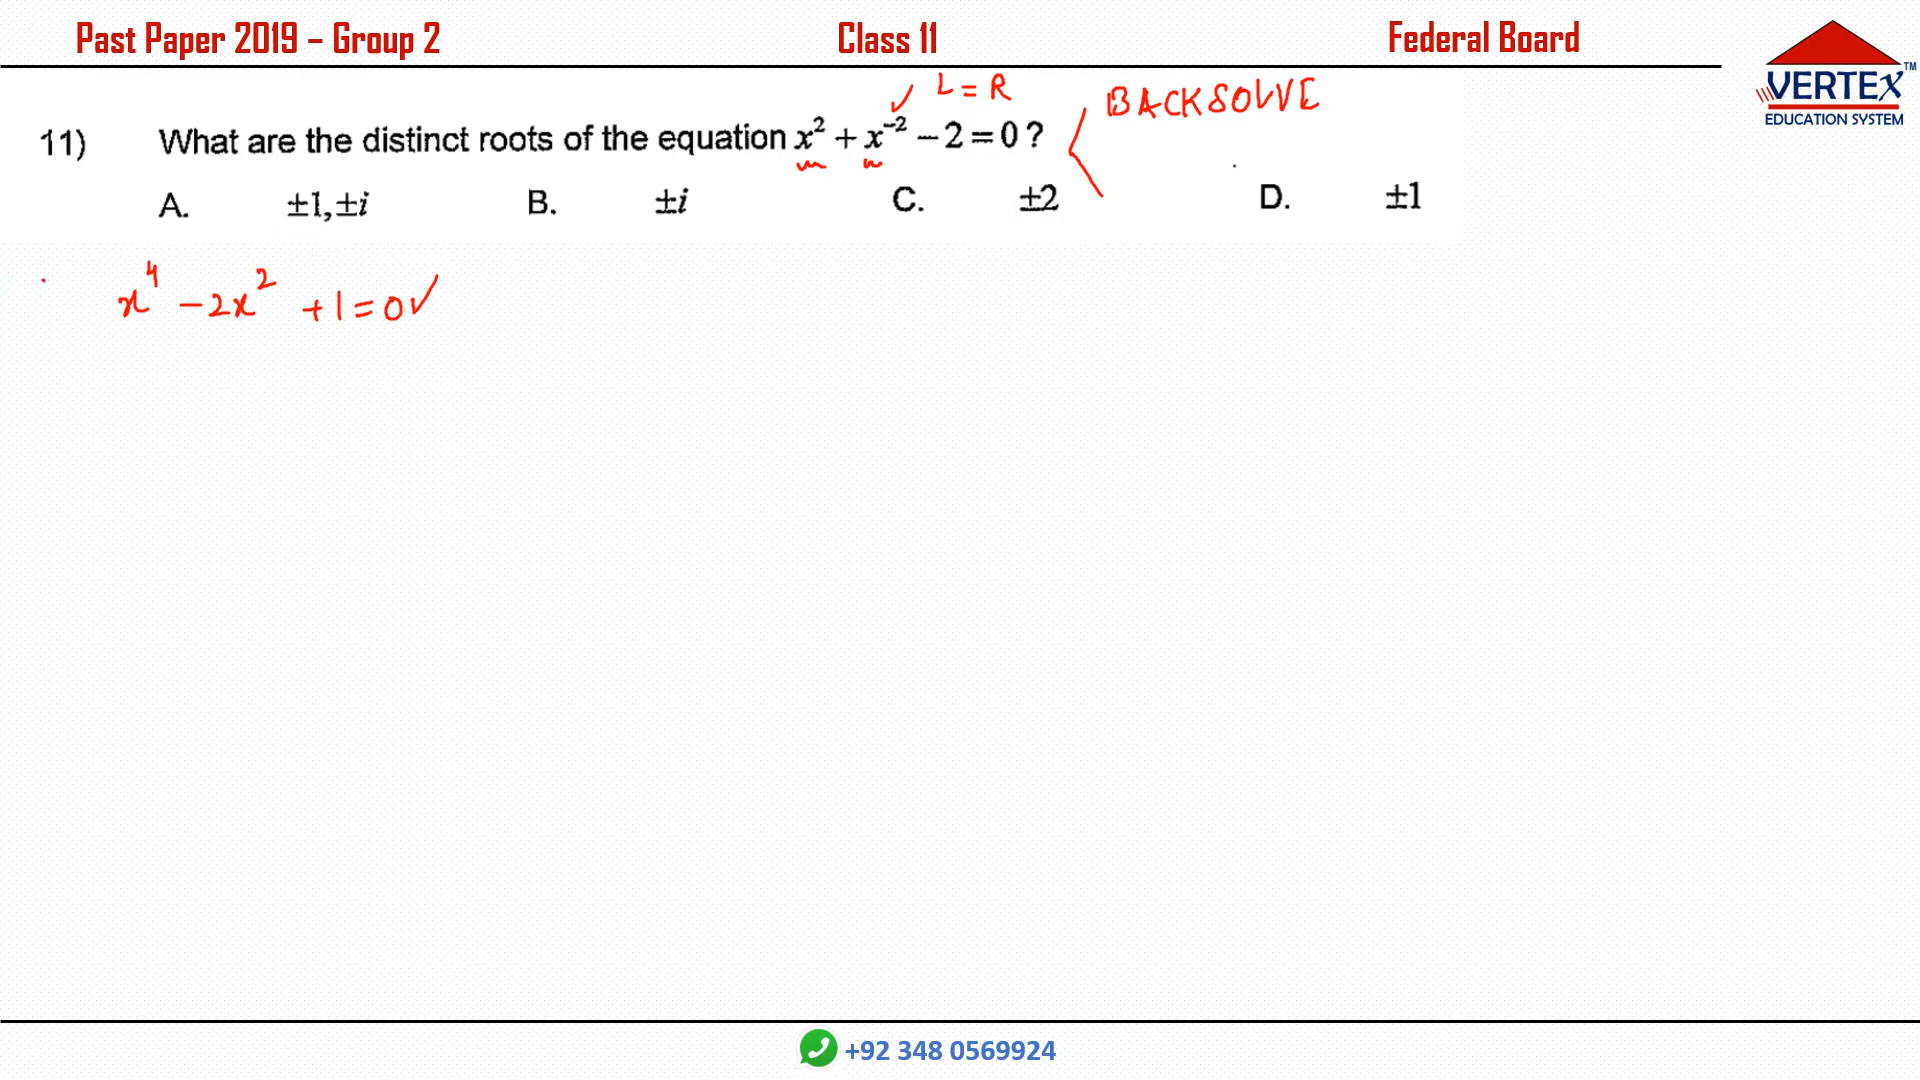 Past Paper 2019 – Group 2
Class 11
Federal Board
VERTEX™
EDUCATION SYSTEM
L = R
BACKSOLVE
11) What are the distinct roots of the equation x² + x⁻² − 2 = 0 ?
A. ±1, ±i B. ±i C. ±2 D. ±1
x⁴ − 2x² + 1 = 0 ✓
+92 348 0569924